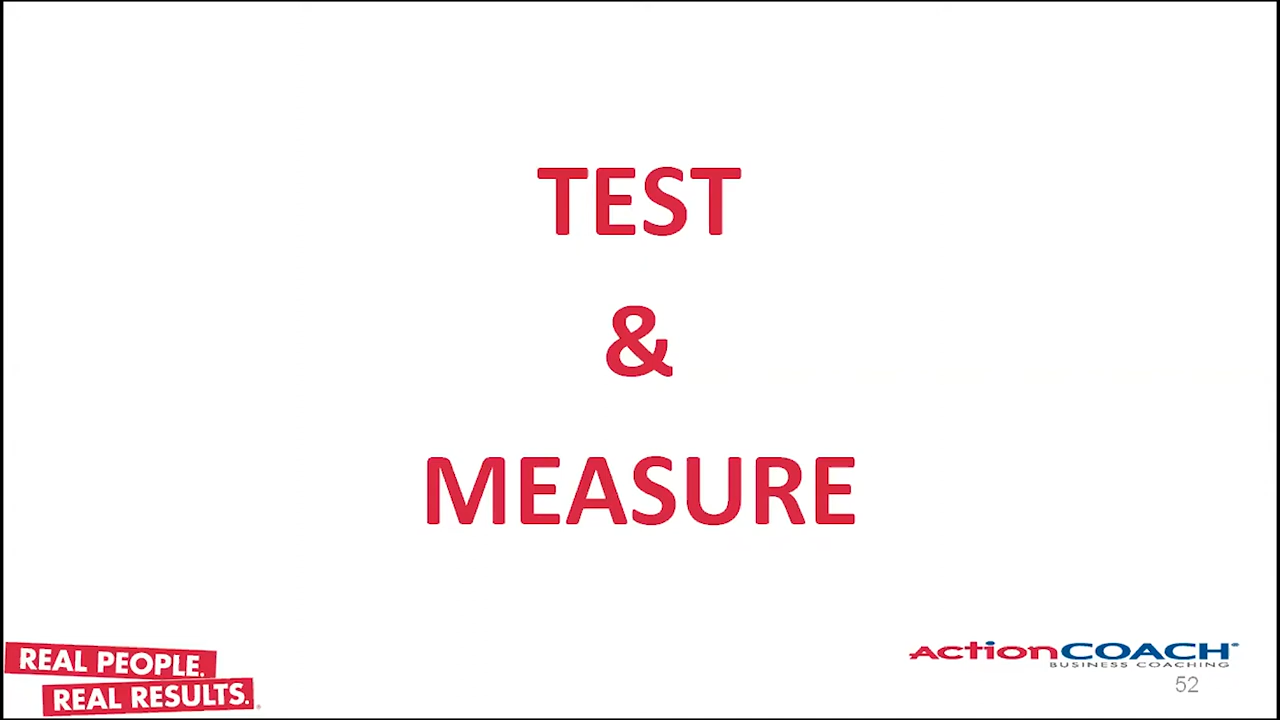 TEST
&
MEASURE
REAL PEOPLE.
REAL RESULTS.
ActionCOACH
BUSINESS COACHING
52